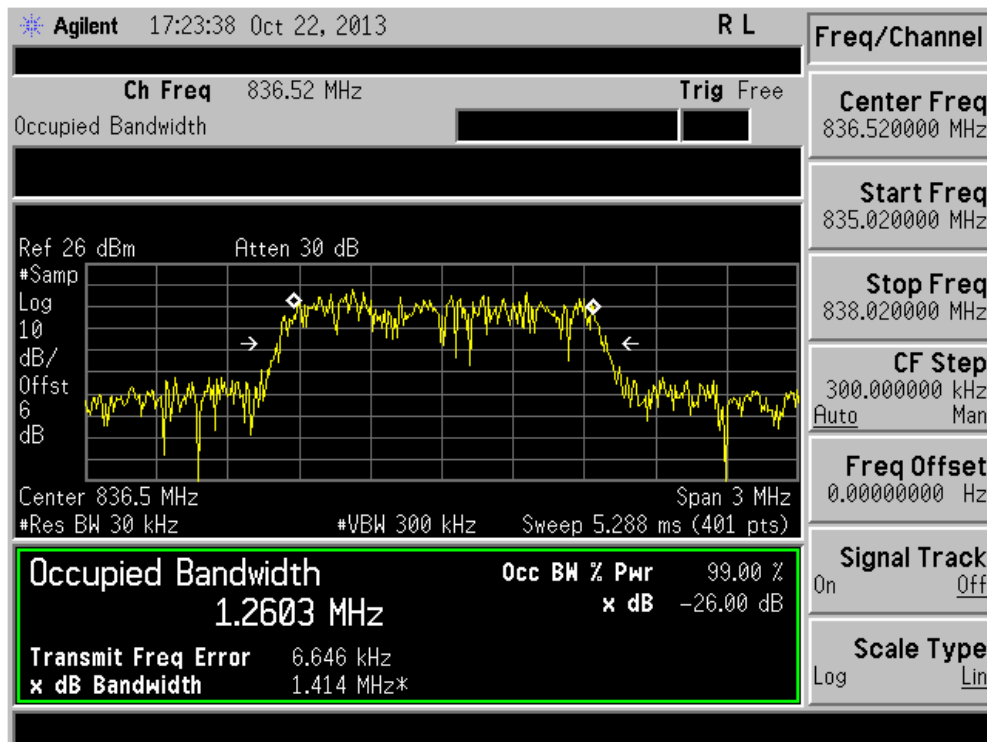 Agilent 17:23:38 Oct 22, 2013 R L
Ch Freq 836.52 MHz Trig Free
Occupied Bandwidth
Ref 26 dBm Atten 30 dB
#Samp
Log
10
dB/
Offst
6
dB
Center 836.5 MHz Span 3 MHz
#Res BW 30 kHz #VBW 300 kHz Sweep 5.288 ms (401 pts)
Occupied Bandwidth Occ BW % Pwr 99.00 %
1.2603 MHz x dB -26.00 dB
Transmit Freq Error 6.646 kHz
x dB Bandwidth 1.414 MHz*
Freq/Channel
Center Freq
836.520000 MHz
Start Freq
835.020000 MHz
Stop Freq
838.020000 MHz
CF Step
300.000000 kHz
Auto Man
Freq Offset
0.00000000 Hz
Signal Track
On Off
Scale Type
Log Lin